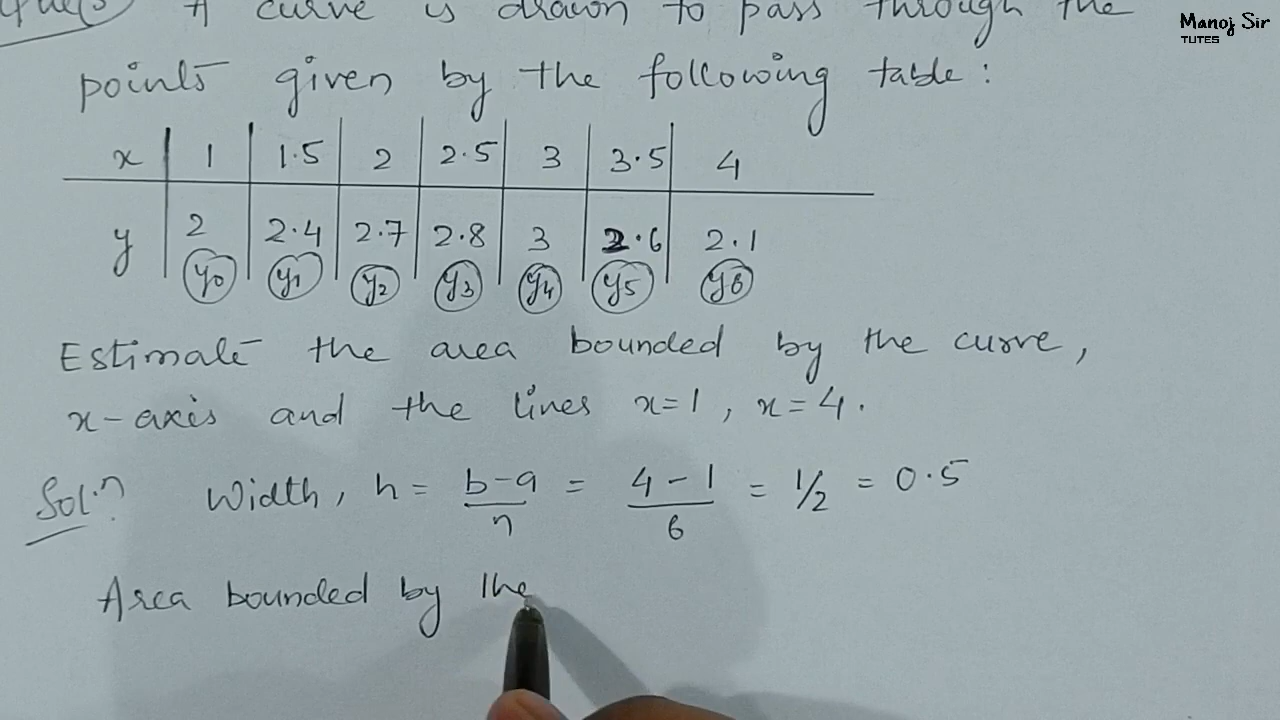 A curve is drawn to pass through the
Manoj Sir
TUTES
points given by the following table:
x 1 1.5 2 2.5 3 3.5 4
y 2 2.4 2.7 2.8 3 2.6 2.1
y0 y1 y2 y3 y4 y5 y6
Estimate the area bounded by the curve,
x-axis and the lines x=1, x=4.
Sol.n Width, h = b-a/n = 4-1/6 = 1/2 = 0.5
Area bounded by the